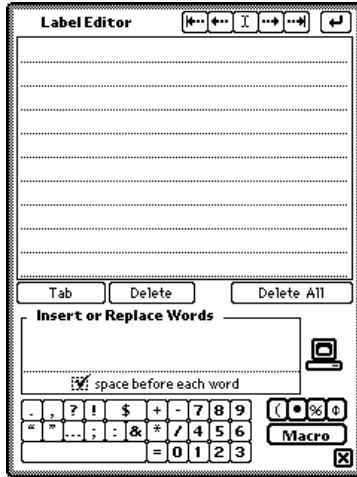 Label Editor
Tab Delete Delete All
Insert or Replace Words
space before each word
. , ? ! $ + - 7 8 9 ( • % ¢
“ ” ... ; : & * / 4 5 6 Macro
= 0 1 2 3